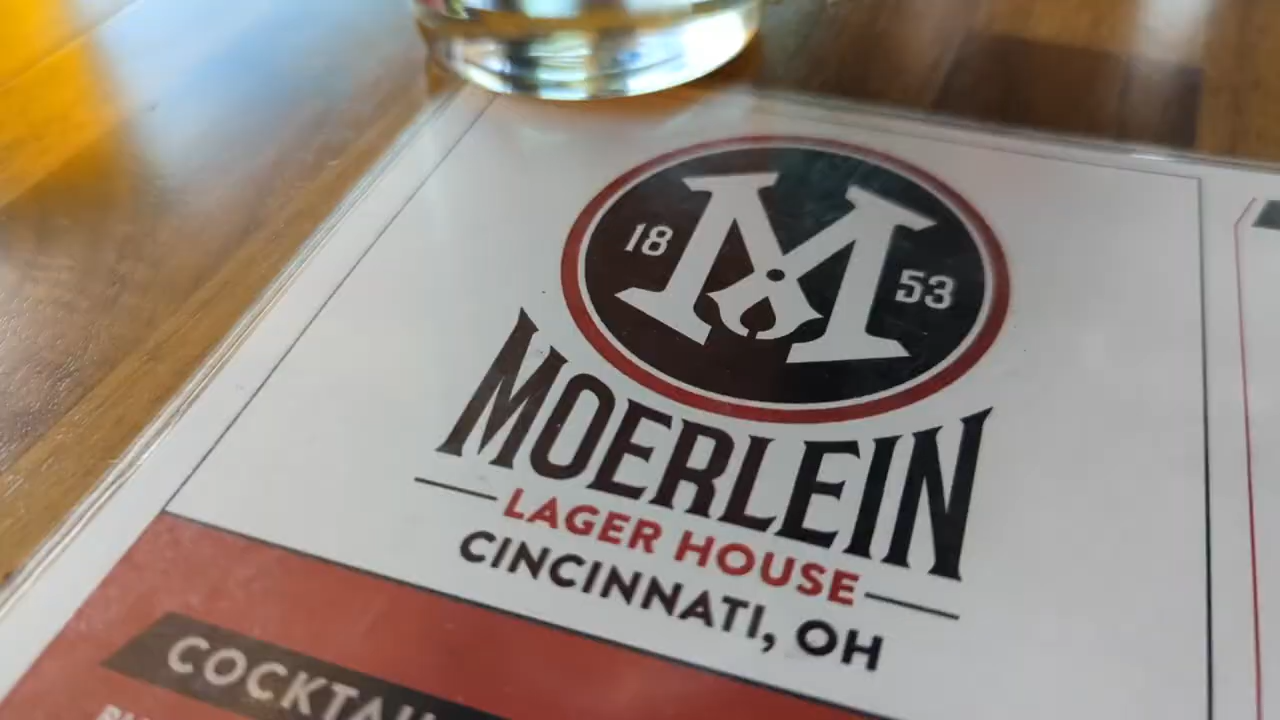 18 M 53
MOERLEIN
LAGER HOUSE
CINCINNATI, OH